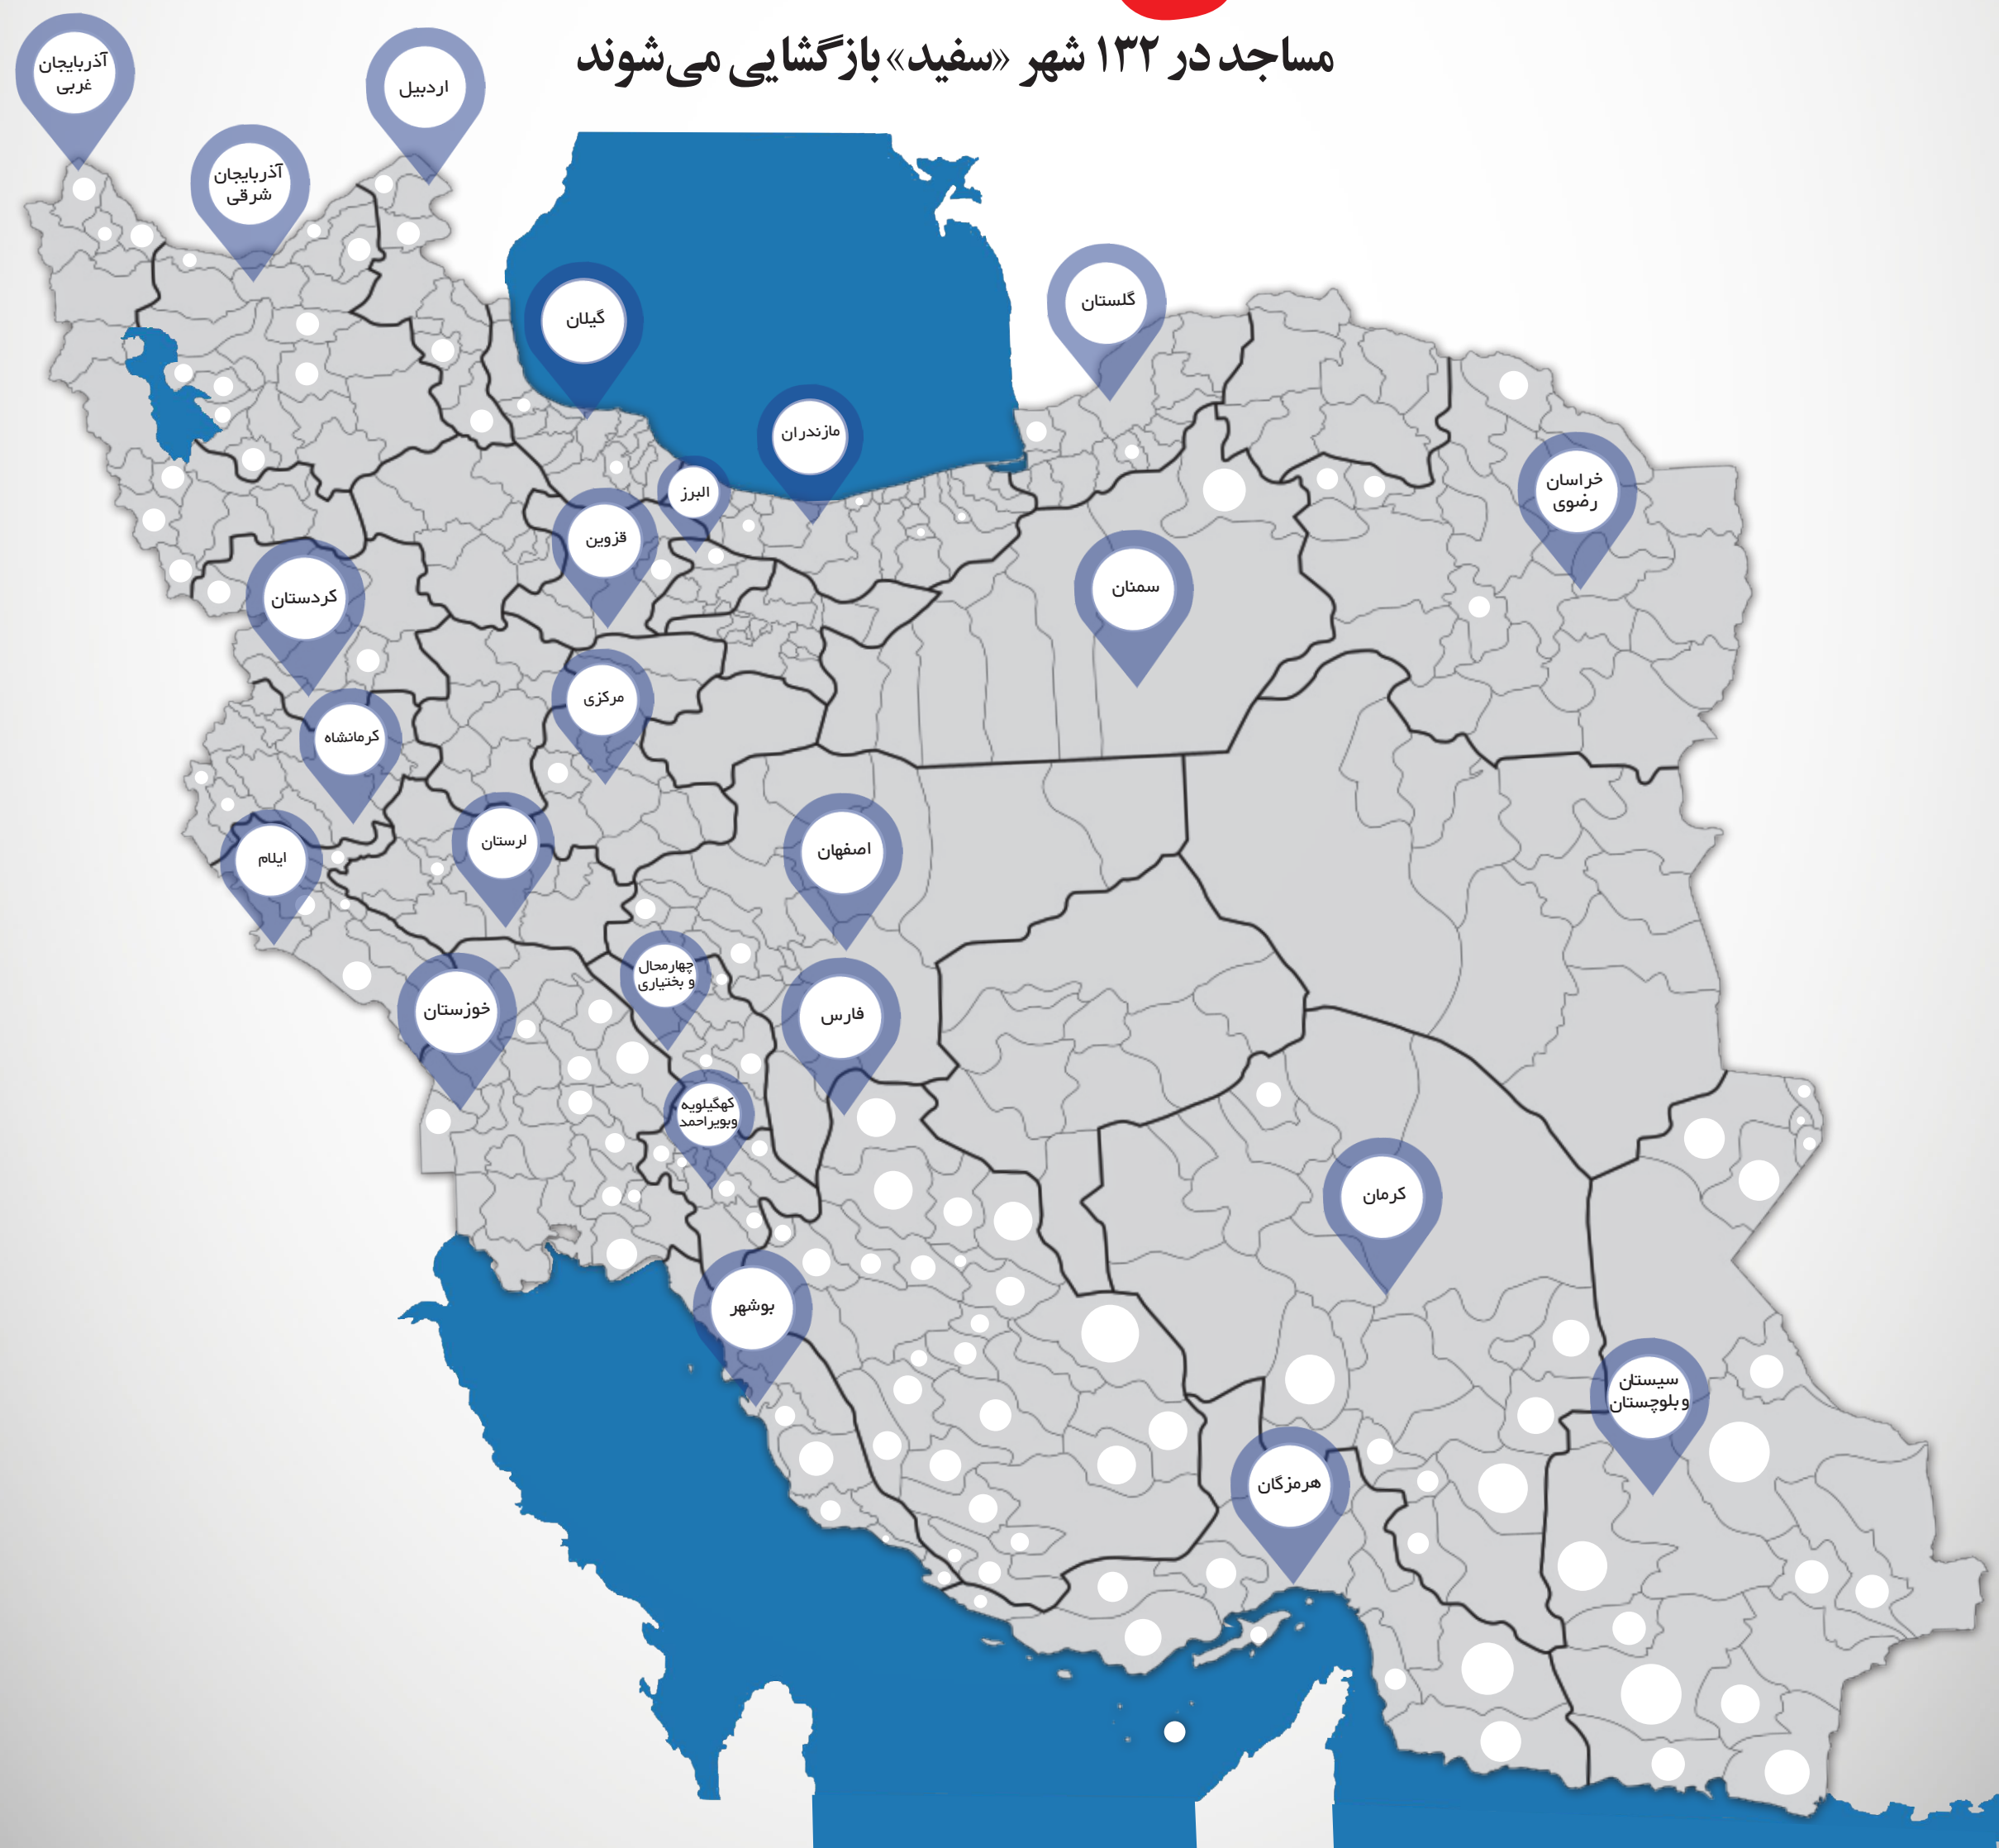 مساجد در ۱۳۲ شهر «سفید» بازگشایی می‌شوند
آذربایجان
غربی
اردبیل
آذربایجان
شرقی
گیلان
گلستان
مازندران
البرز
خراسان
رضوی
قزوین
سمنان
کردستان
مرکزی
کرمانشاه
لرستان
اصفهان
ایلام
چهارمحال
و بختیاری
خوزستان
فارس
کهگیلویه
وبویراحمد
کرمان
بوشهر
سیستان
وبلوچستان
هرمزگان